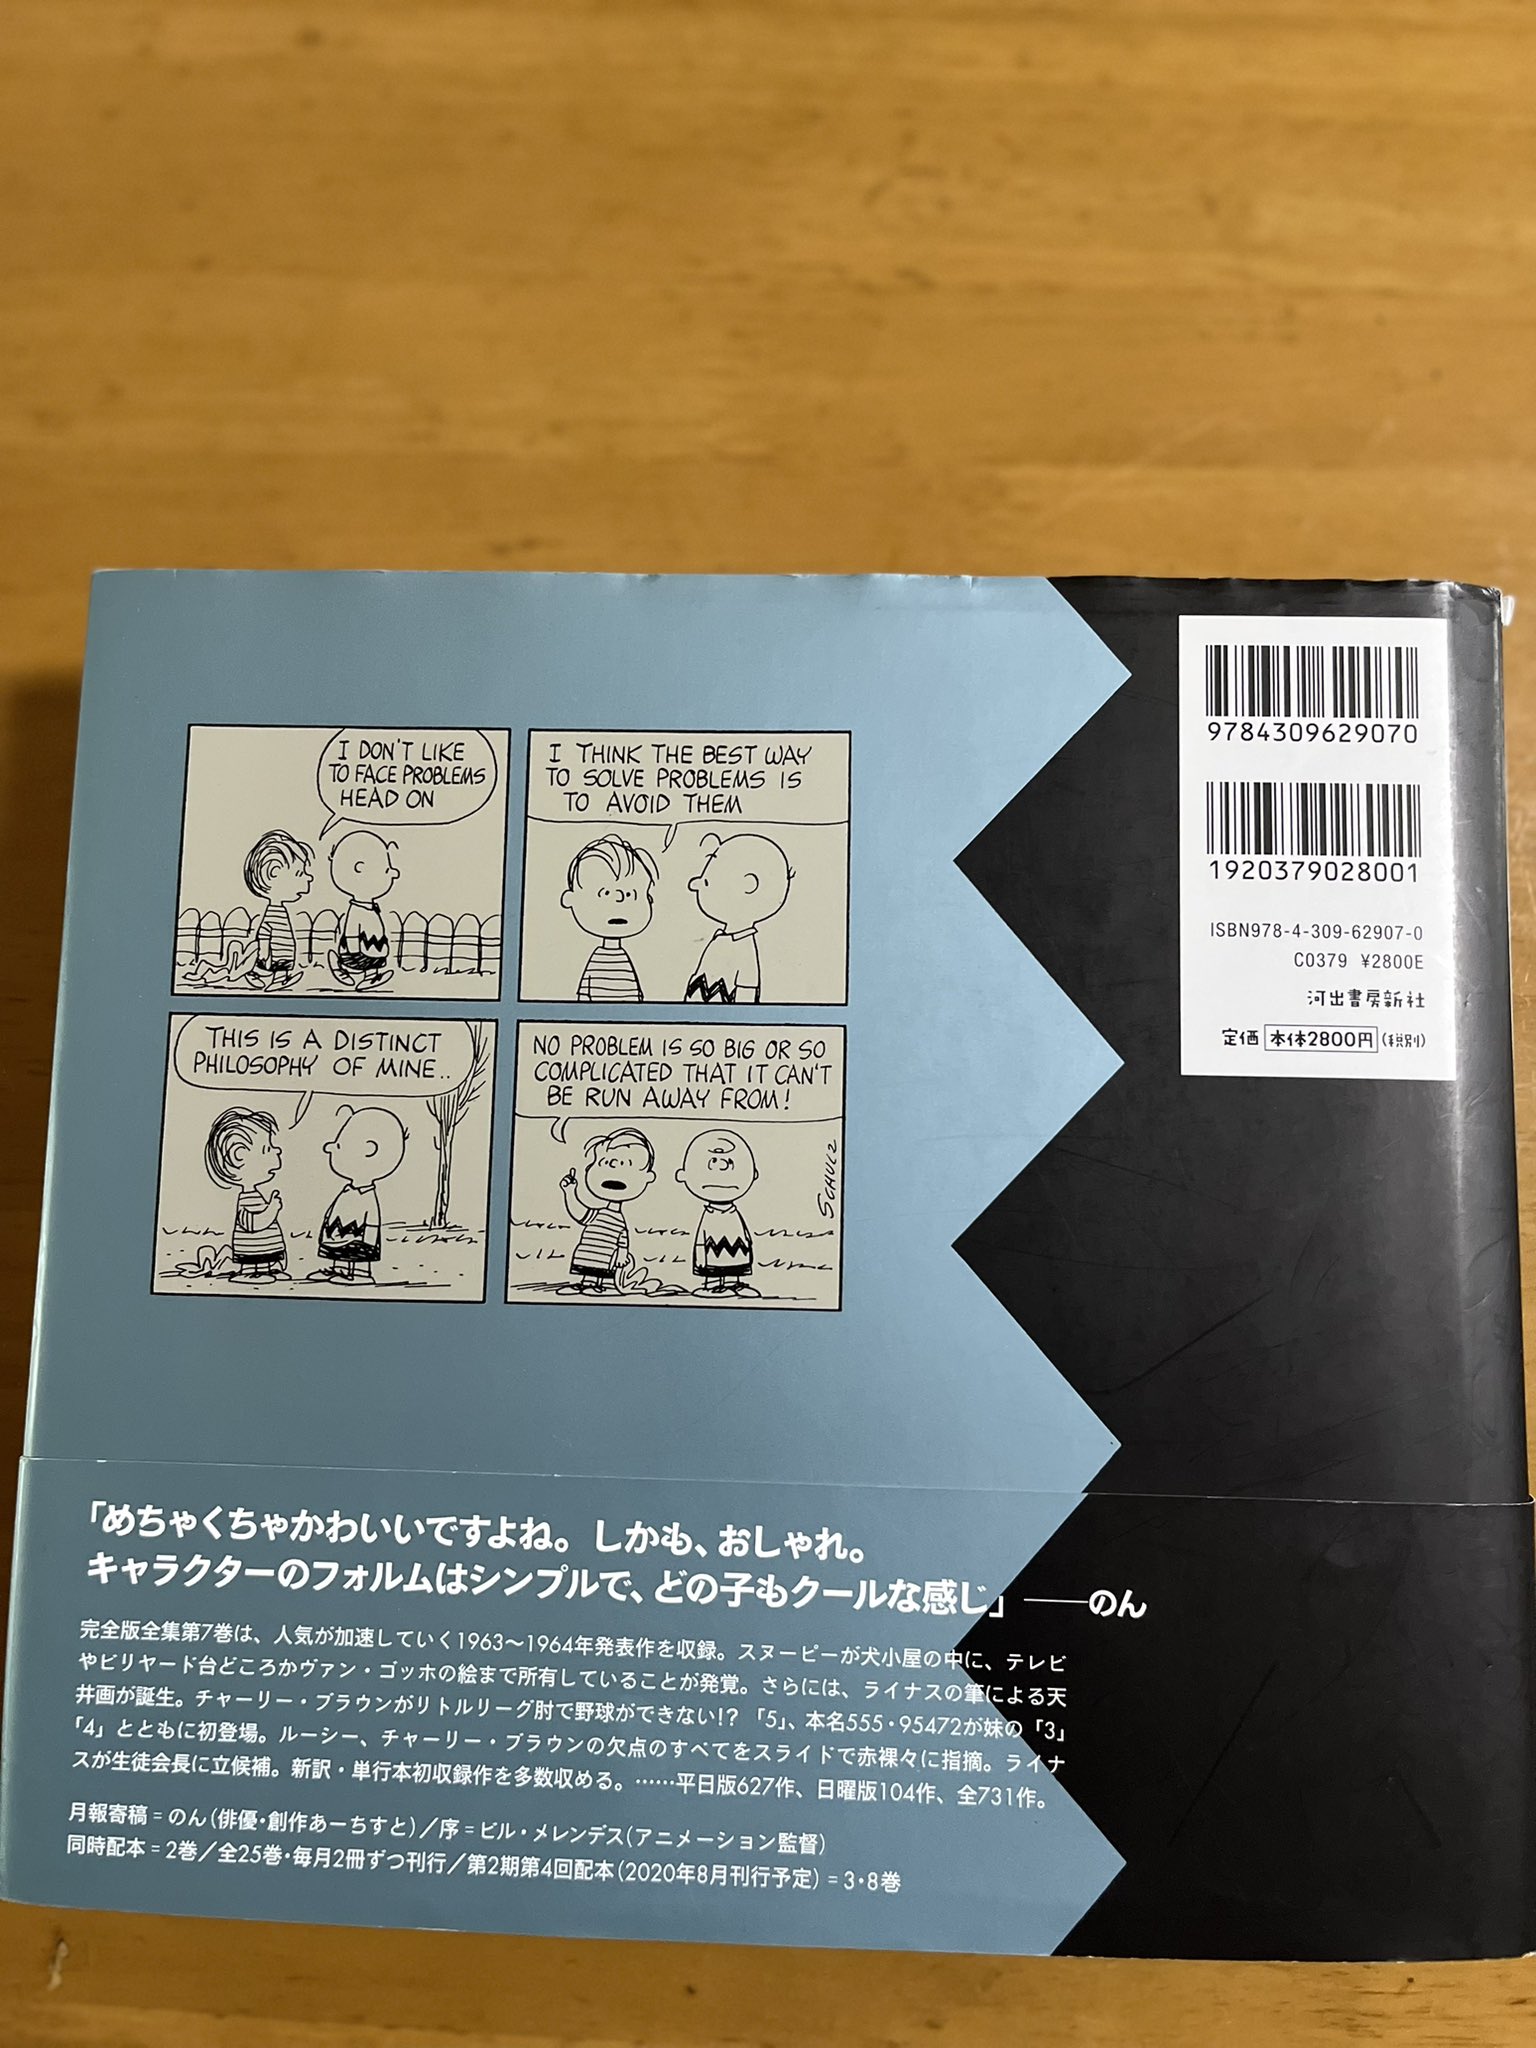 I DON'T LIKE
TO FACE PROBLEMS
HEAD ON
I THINK THE BEST WAY
TO SOLVE PROBLEMS IS
TO AVOID THEM
THIS IS A DISTINCT
PHILOSOPHY OF MINE..
NO PROBLEM IS SO BIG OR SO
COMPLICATED THAT IT CAN'T
BE RUN AWAY FROM!
SCHULZ
9784309629070
1920379028001
ISBN978-4-309-62907-0
C0379 ¥2800E
河出書房新社
定価 本体2800円(税別)
「めちゃくちゃかわいいですよね。しかも、おしゃれ。
キャラクターのフォルムはシンプルで、どの子もクールな感じ」——のん
完全版全集第7巻は、人気が加速していく1963〜1964年発表作を収録。スヌーピーが犬小屋の中に、テレビ
やビリヤード台どころかヴァン・ゴッホの絵まで所有していることが発覚。さらには、ライナスの筆による天
井画が誕生。チャーリー・ブラウンがリトルリーグ肘で野球ができない!?「5」、本名555・95472が妹の「3」
「4」とともに初登場。ルーシー、チャーリー・ブラウンの欠点のすべてをスライドで赤裸々に指摘。ライナ
スが生徒会長に立候補。新訳・単行本初収録作を多数収める。……平日版627作、日曜版104作、全731作。
月報寄稿=のん(俳優・創作あーちすと)／序=ビル・メレンデス(アニメーション監督)
同時配本=2巻／全25巻・毎月2冊ずつ刊行／第2期第4回配本(2020年8月刊行予定)=3・8巻